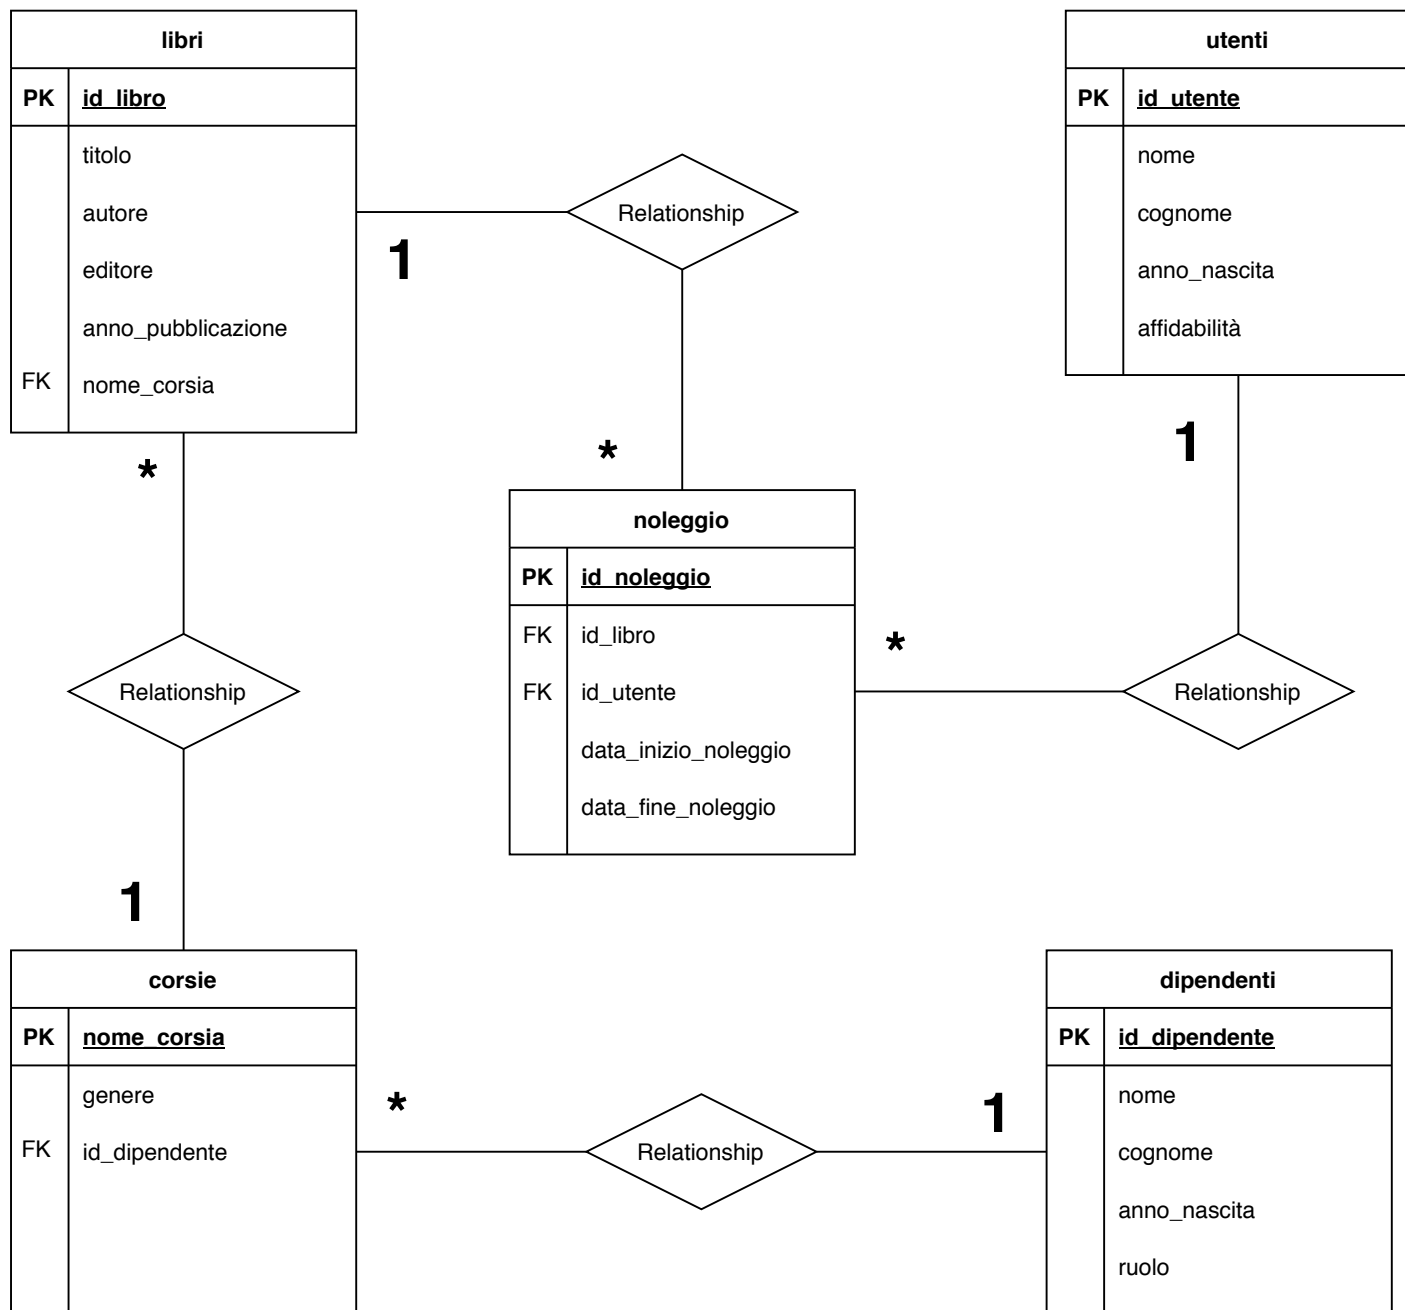 libri
PK id_libro
titolo
autore
editore
anno_pubblicazione
FK nome_corsia
1
Relationship
*
utenti
PK id_utente
nome
cognome
anno_nascita
affidabilità
1
*
noleggio
PK id_noleggio
FK id_libro
FK id_utente
data_inizio_noleggio
data_fine_noleggio
*
Relationship
Relationship
1
corsie
PK nome_corsia
genere
FK id_dipendente
*
Relationship
1
dipendenti
PK id_dipendente
nome
cognome
anno_nascita
ruolo